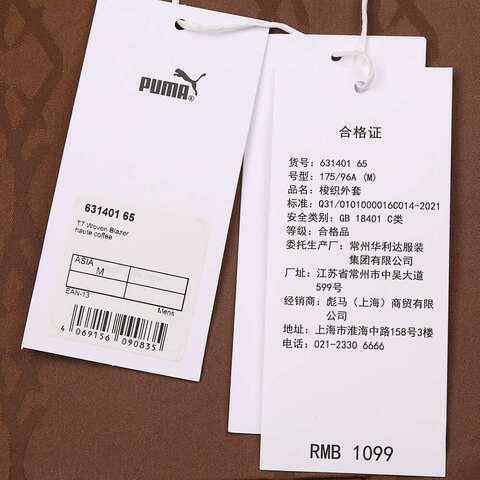 PUMA®
631401 65
T7 Woven Blazer
haute coffee
ASIA
M
EAN-13
Mens
4 069156 090835
合格证
货号: 631401 65
号型: 175/96A (M)
品名: 梭织外套
标准: Q31/0101000016C014-2021
安全类别: GB 18401 C类
等级: 合格品
委托生产厂: 常州华利达服装
集团有限公司
厂址: 江苏省常州市中吴大道
599号
经销商: 彪马（上海）商贸有限
公司
地址: 上海市淮海中路158号3楼
电话: 021-2330 6666
RMB 1099